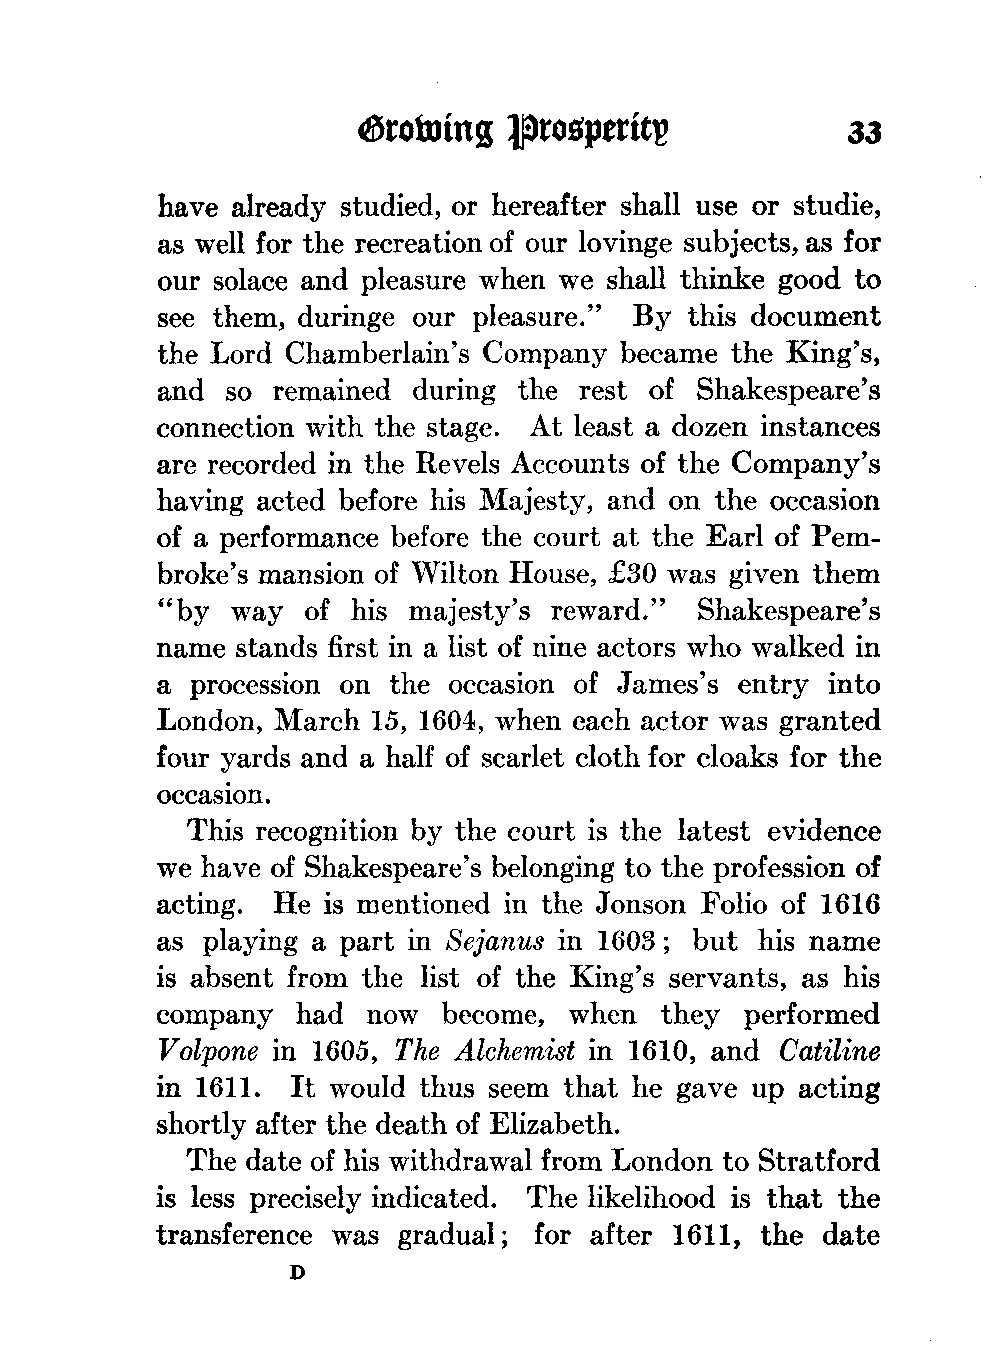 Growing Prosperity 33
have already studied, or hereafter shall use or studie,
as well for the recreation of our lovinge subjects, as for
our solace and pleasure when we shall thinke good to
see them, duringe our pleasure.” By this document
the Lord Chamberlain’s Company became the King’s,
and so remained during the rest of Shakespeare’s
connection with the stage. At least a dozen instances
are recorded in the Revels Accounts of the Company’s
having acted before his Majesty, and on the occasion
of a performance before the court at the Earl of Pem-
broke’s mansion of Wilton House, £30 was given them
“by way of his majesty’s reward.” Shakespeare’s
name stands first in a list of nine actors who walked in
a procession on the occasion of James’s entry into
London, March 15, 1604, when each actor was granted
four yards and a half of scarlet cloth for cloaks for the
occasion.
This recognition by the court is the latest evidence
we have of Shakespeare’s belonging to the profession of
acting. He is mentioned in the Jonson Folio of 1616
as playing a part in Sejanus in 1603; but his name
is absent from the list of the King’s servants, as his
company had now become, when they performed
Volpone in 1605, The Alchemist in 1610, and Catiline
in 1611. It would thus seem that he gave up acting
shortly after the death of Elizabeth.
The date of his withdrawal from London to Stratford
is less precisely indicated. The likelihood is that the
transference was gradual; for after 1611, the date
D